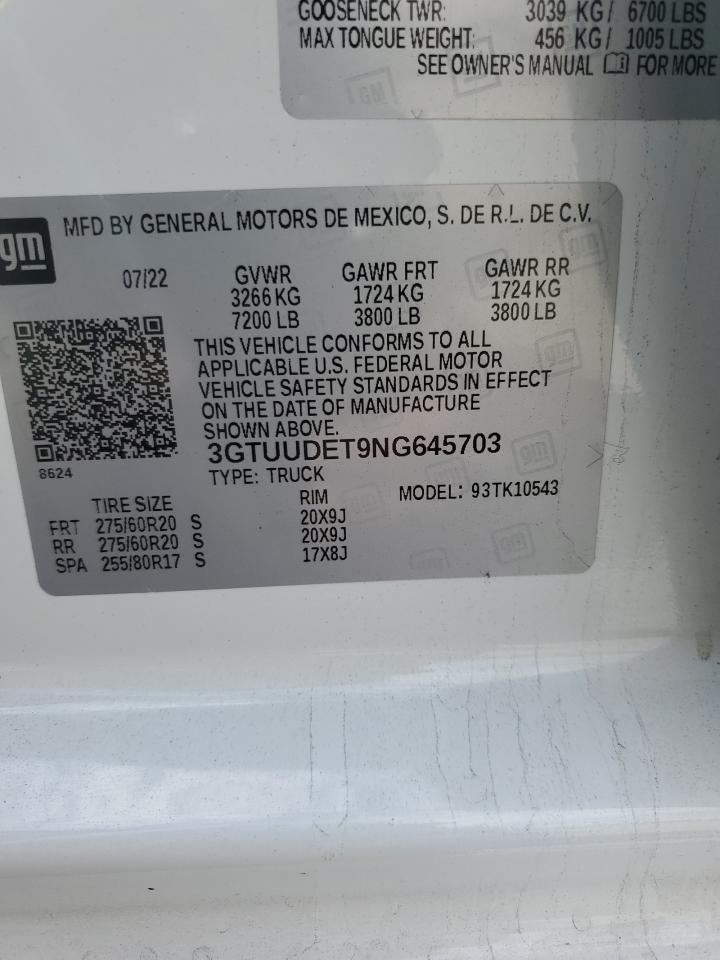 GOOSENECK TWR: 3039 KG/ 6700 LBS
MAX TONGUE WEIGHT: 456 KG/ 1005 LBS
SEE OWNER'S MANUAL FOR MORE
gm
MFD BY GENERAL MOTORS DE MEXICO, S. DE R.L. DE C.V.
07/22 GVWR GAWR FRT GAWR RR
3266 KG 1724 KG 1724 KG
7200 LB 3800 LB 3800 LB
THIS VEHICLE CONFORMS TO ALL
APPLICABLE U.S. FEDERAL MOTOR
VEHICLE SAFETY STANDARDS IN EFFECT
ON THE DATE OF MANUFACTURE
SHOWN ABOVE.
3GTUUDET9NG645703
8624
TYPE: TRUCK
TIRE SIZE RIM MODEL: 93TK10543
FRT 275/60R20 S 20X9J
RR 275/60R20 S 20X9J
SPA 255/80R17 S 17X8J